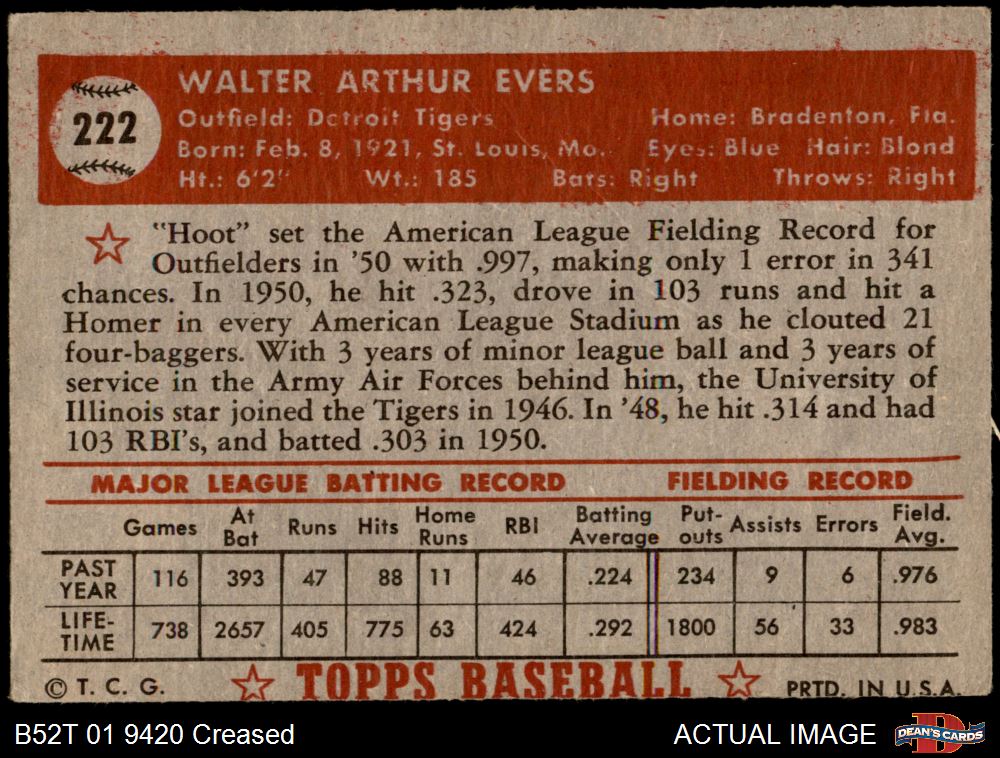 222
WALTER ARTHUR EVERS
Outfield: Detroit Tigers Home: Bradenton, Fla.
Born: Feb. 8, 1921, St. Louis, Mo. Eyes: Blue Hair: Blond
Ht.: 6'2" Wt.: 185 Bats: Right Throws: Right
"Hoot" set the American League Fielding Record for
Outfielders in '50 with .997, making only 1 error in 341
chances. In 1950, he hit .323, drove in 103 runs and hit a
Homer in every American League Stadium as he clouted 21
four-baggers. With 3 years of minor league ball and 3 years of
service in the Army Air Forces behind him, the University of
Illinois star joined the Tigers in 1946. In '48, he hit .314 and had
103 RBI's, and batted .303 in 1950.
MAJOR LEAGUE BATTING RECORD FIELDING RECORD
Games At Bat Runs Hits Home Runs RBI Batting Average Put-outs Assists Errors Field. Avg.
PAST YEAR 116 393 47 88 11 46 .224 234 9 6 .976
LIFE-TIME 738 2657 405 775 63 424 .292 1800 56 33 .983
© T. C. G. TOPPS BASEBALL PRTD. IN U.S.A.
B52T 01 9420 Creased ACTUAL IMAGE D DEAN'S CARDS